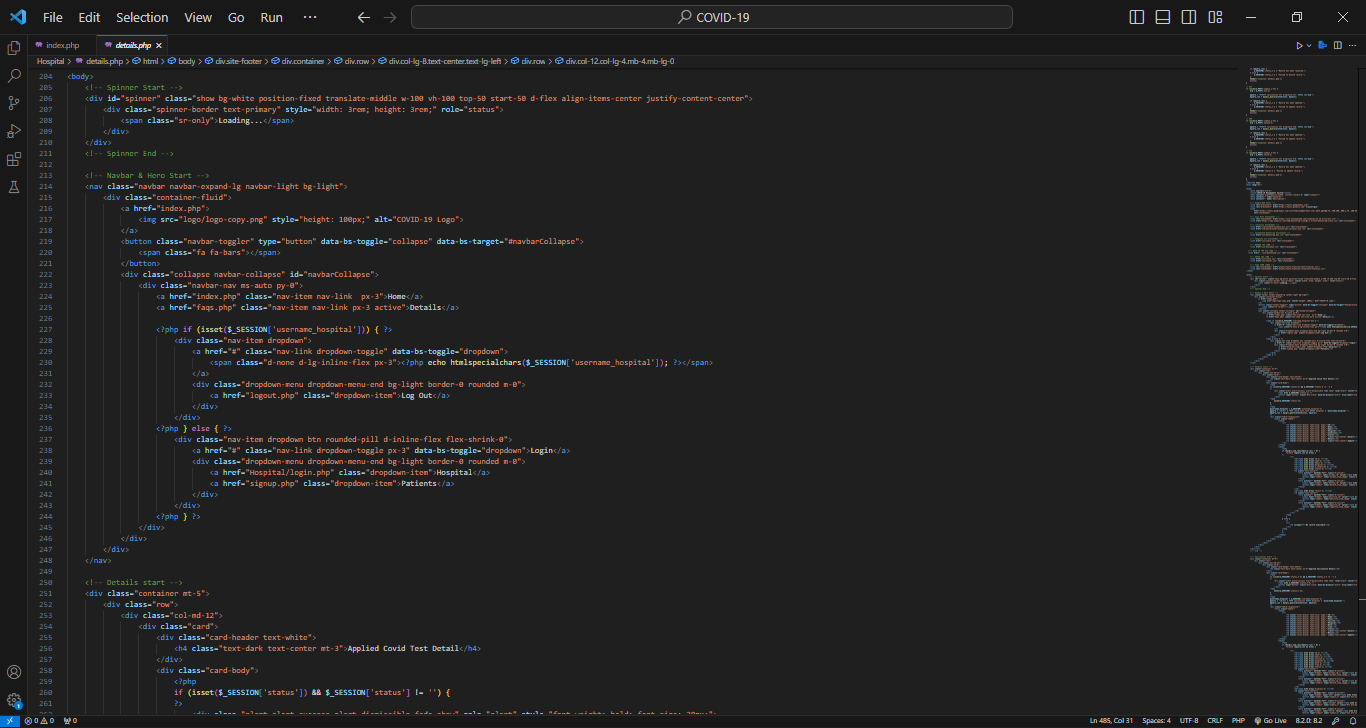 File Edit Selection View Go Run ··· COVID-19
index.php details.php
Hospital > details.php > html > body > div.site-footer > div.container > div.row > div.col-lg-8.text-center.text-lg-left > div.row > div.col-12.col-lg-4.mb-4.mb-lg-0
204 <body>
205 <!-- Spinner Start -->
206 <div id="spinner" class="show bg-white position-fixed translate-middle w-100 vh-100 top-50 start-50 d-flex align-items-center justify-content-center">
207 <div class="spinner-border text-primary" style="width: 3rem; height: 3rem;" role="status">
208 <span class="sr-only">Loading...</span>
209 </div>
210 </div>
211 <!-- Spinner End -->
212
213 <!-- Navbar & Hero Start -->
214 <nav class="navbar navbar-expand-lg navbar-light bg-light">
215 <div class="container-fluid">
216 <a href="index.php">
217 <img src="logo/logo-copy.png" style="height: 100px;" alt="COVID-19 Logo">
218 </a>
219 <button class="navbar-toggler" type="button" data-bs-toggle="collapse" data-bs-target="#navbarCollapse">
220 <span class="fa fa-bars"></span>
221 </button>
222 <div class="collapse navbar-collapse" id="navbarCollapse">
223 <div class="navbar-nav ms-auto py-0">
224 <a href="index.php" class="nav-item nav-link  px-3">Home</a>
225 <a href="faqs.php" class="nav-item nav-link px-3 active">Details</a>
226
227 <?php if (isset($_SESSION['username_hospital'])) { ?>
228 <div class="nav-item dropdown">
229 <a href="#" class="nav-link dropdown-toggle" data-bs-toggle="dropdown">
230 <span class="d-none d-lg-inline-flex px-3"><?php echo htmlspecialchars($_SESSION['username_hospital']); ?></span>
231 </a>
232 <div class="dropdown-menu dropdown-menu-end bg-light border-0 rounded m-0">
233 <a href="logout.php" class="dropdown-item">Log Out</a>
234 </div>
235 </div>
236 <?php } else { ?>
237 <div class="nav-item dropdown btn rounded-pill d-inline-flex flex-shrink-0">
238 <a href="#" class="nav-link dropdown-toggle px-3" data-bs-toggle="dropdown">Login</a>
239 <div class="dropdown-menu dropdown-menu-end bg-light border-0 rounded m-0">
240 <a href="Hospital/login.php" class="dropdown-item">Hospital</a>
241 <a href="signup.php" class="dropdown-item">Patients</a>
242 </div>
243 </div>
244 <?php } ?>
245 </div>
246 </div>
247 </div>
248 </nav>
249
250 <!-- Details start -->
251 <div class="container mt-5">
252 <div class="row">
253 <div class="col-md-12">
254 <div class="card">
255 <div class="card-header text-white">
256 <h4 class="text-dark text-center mt-3">Applied Covid Test Detail</h4>
257 </div>
258 <div class="card-body">
259 <?php
260 if (isset($_SESSION['status']) && $_SESSION['status'] != '') {
261 ?>
0 0 0 Ln 485, Col 31 Spaces: 4 UTF-8 CRLF PHP Go Live 8.2.0: 8.2